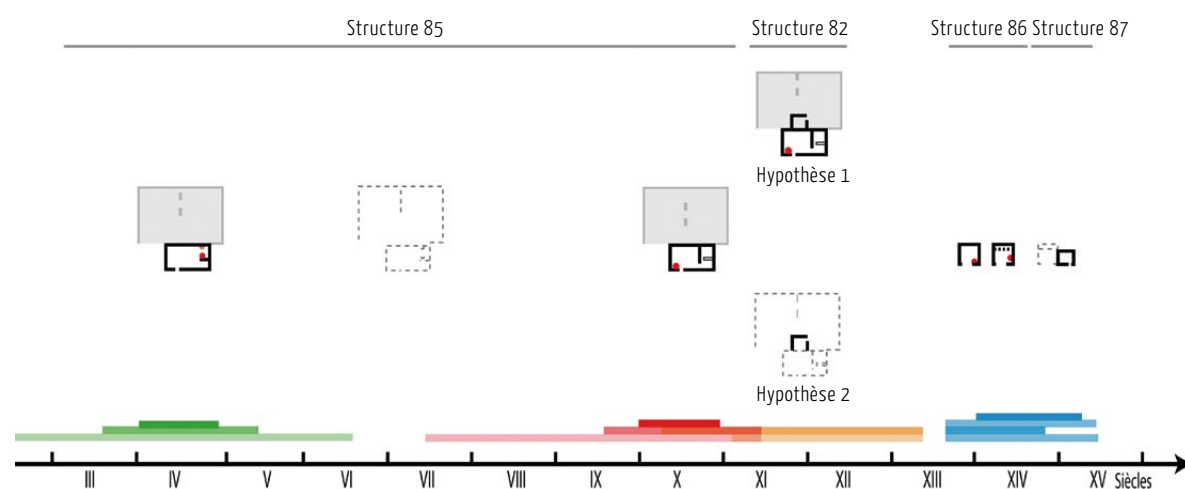 Structure 85 Structure 82 Structure 86 Structure 87
Hypothèse 1
Hypothèse 2
III IV V VI VII VIII IX X XI XII XIII XIV XV Siècles